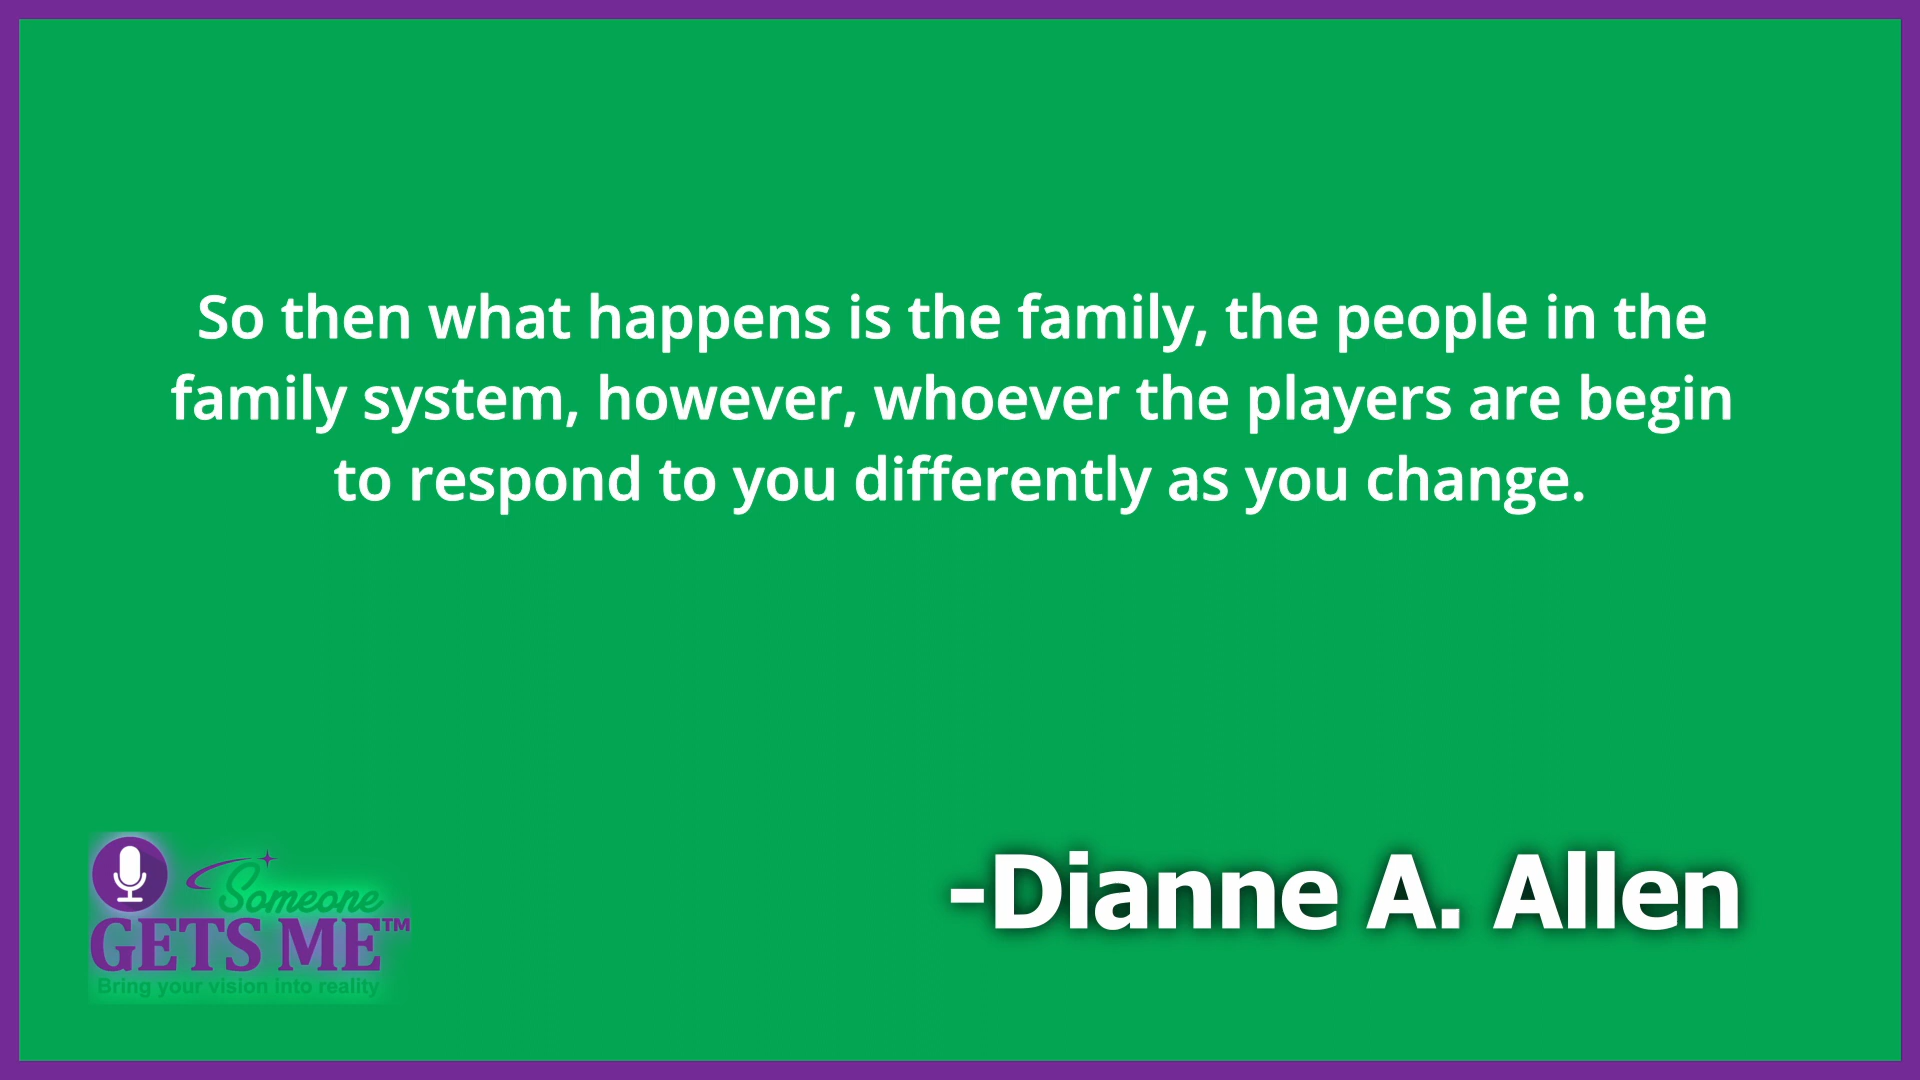 So then what happens is the family, the people in the
family system, however, whoever the players are begin
to respond to you differently as you change.
-Dianne A. Allen
Someone
GETS ME™
Bring your vision into reality